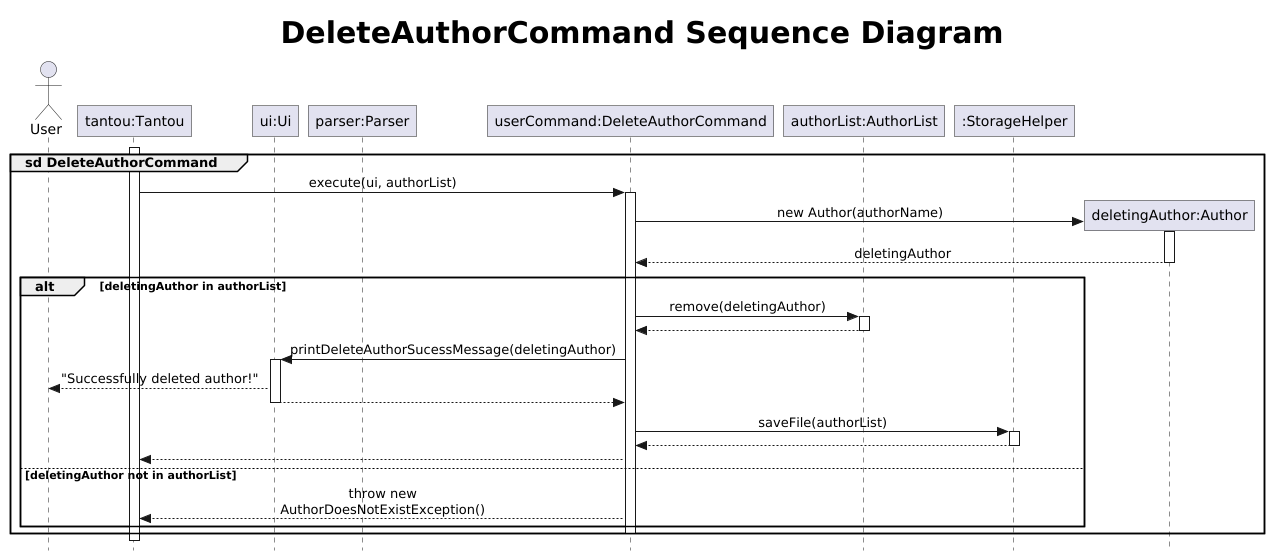 DeleteAuthorCommand Sequence Diagram
User
tantou:Tantou
ui:Ui
parser:Parser
userCommand:DeleteAuthorCommand
authorList:AuthorList
:StorageHelper
sd DeleteAuthorCommand
execute(ui, authorList)
new Author(authorName)
deletingAuthor:Author
deletingAuthor
alt
[deletingAuthor in authorList]
remove(deletingAuthor)
printDeleteAuthorSucessMessage(deletingAuthor)
"Successfully deleted author!"
saveFile(authorList)
[deletingAuthor not in authorList]
throw new
AuthorDoesNotExistException()